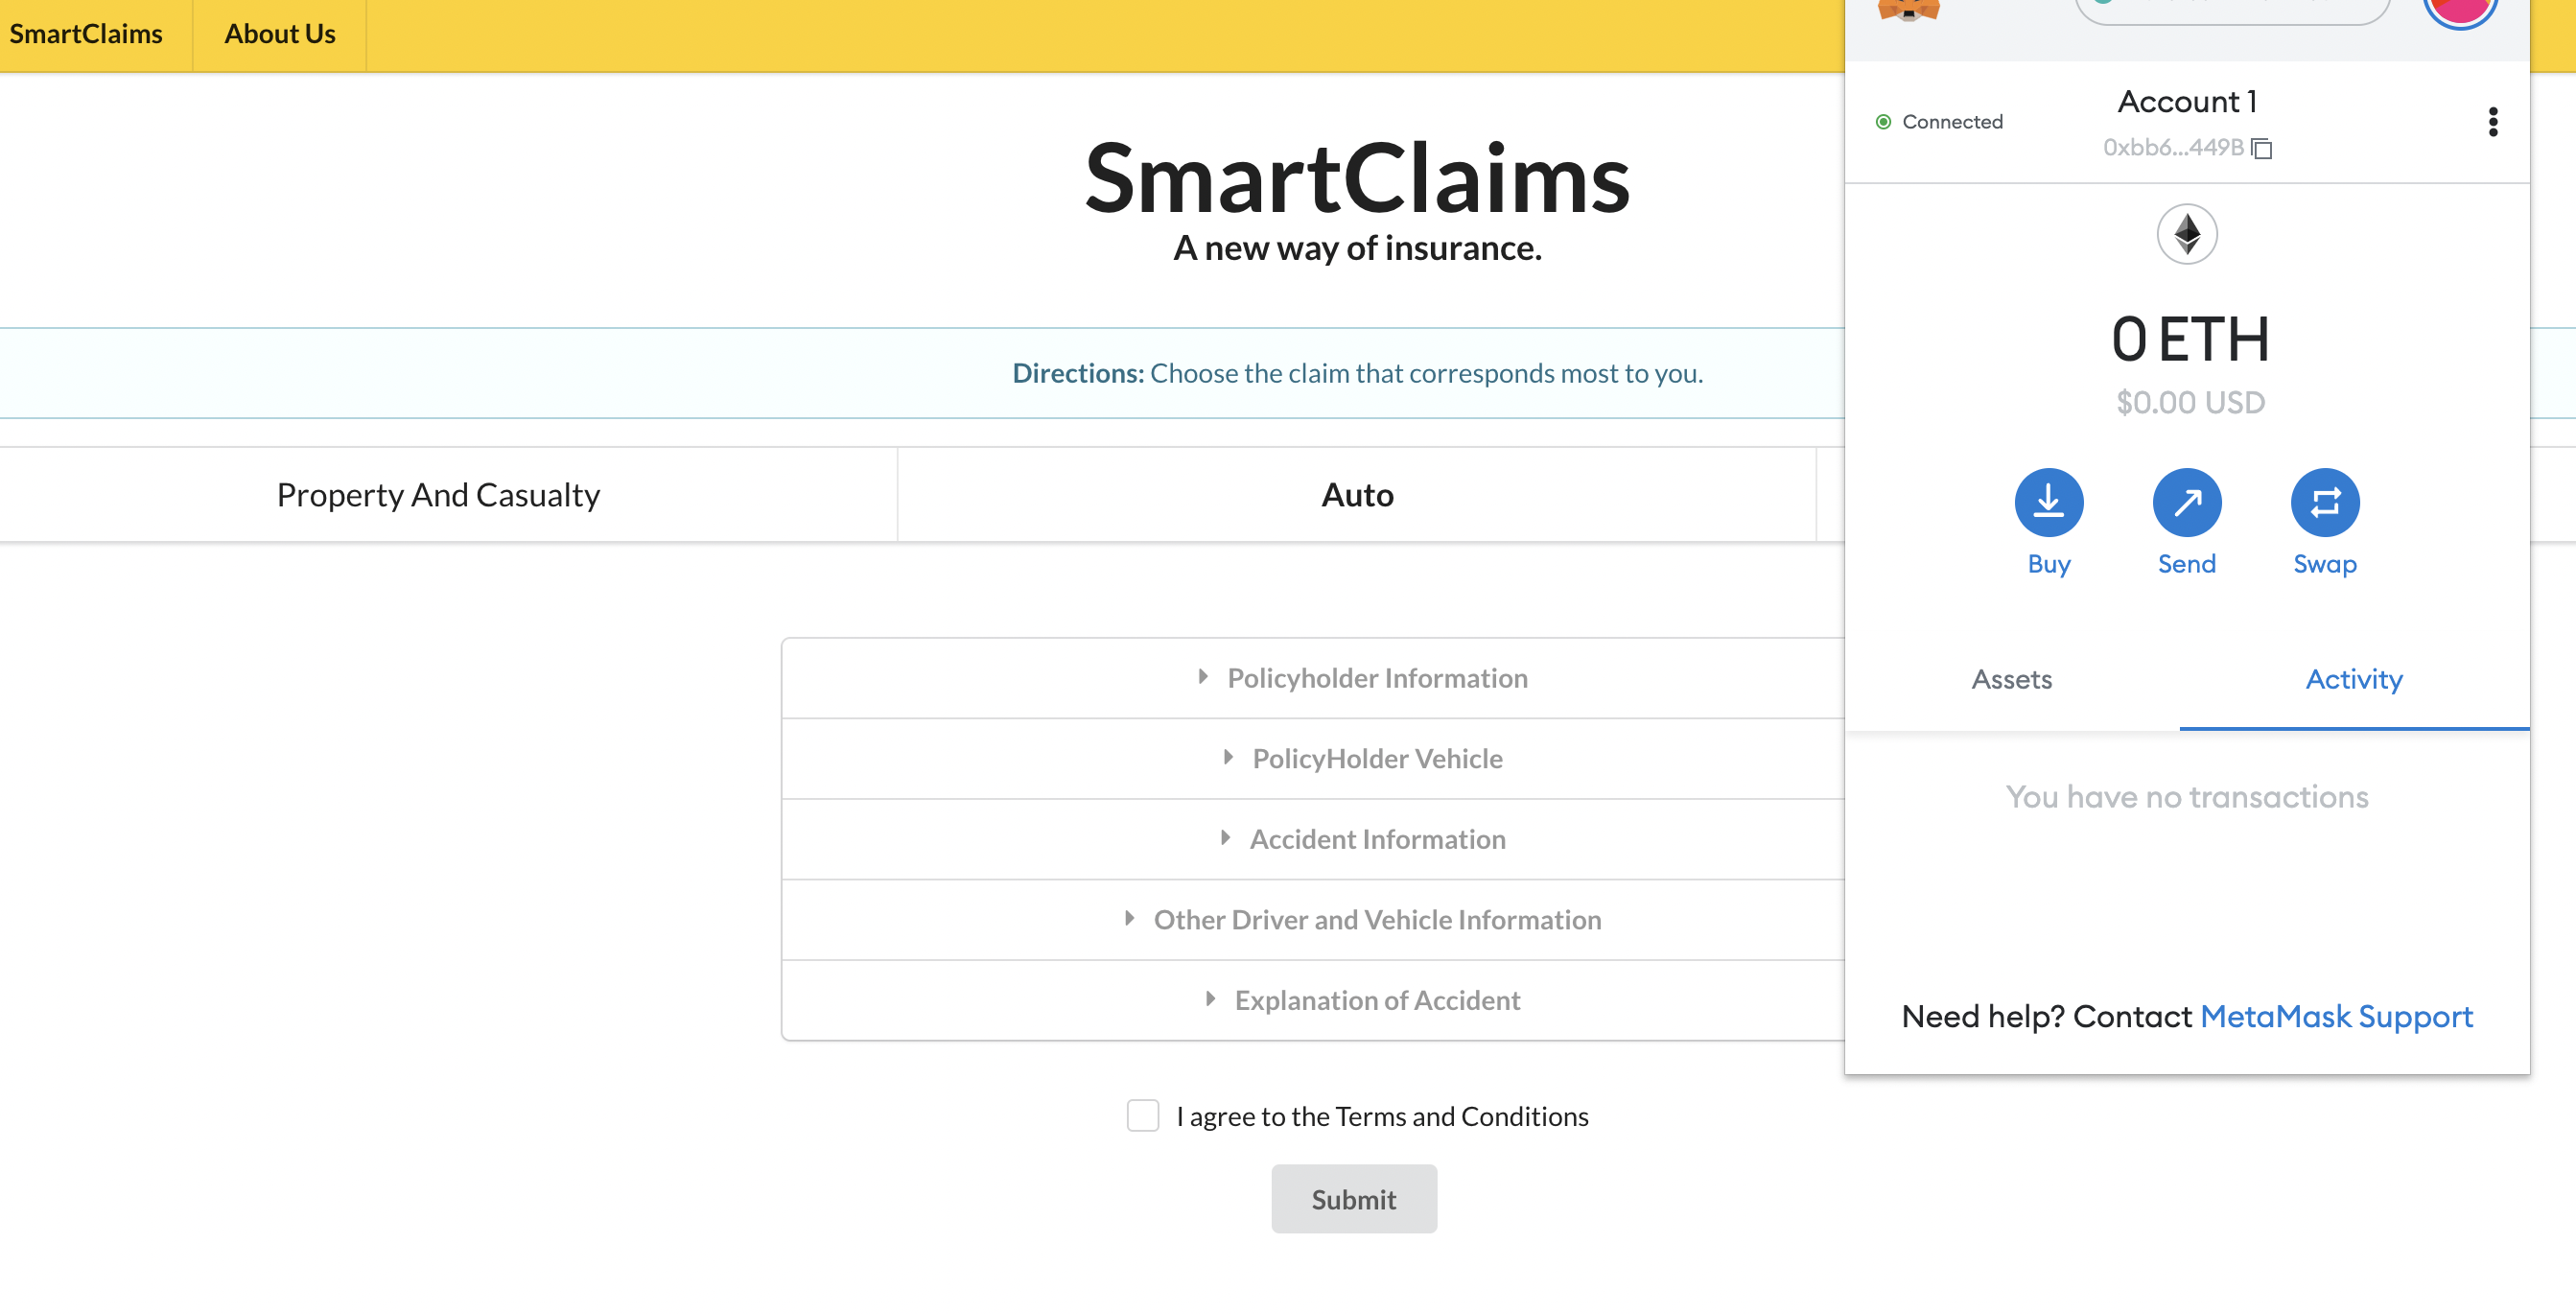 SmartClaims
About Us
SmartClaims
A new way of insurance.
Directions: Choose the claim that corresponds most to you.
Property And Casualty
Auto
Policyholder Information
PolicyHolder Vehicle
Accident Information
Other Driver and Vehicle Information
Explanation of Accident
I agree to the Terms and Conditions
Submit
Connected
Account 1
0xbb6...449B
0 ETH
$0.00 USD
Buy
Send
Swap
Assets
Activity
You have no transactions
Need help? Contact MetaMask Support